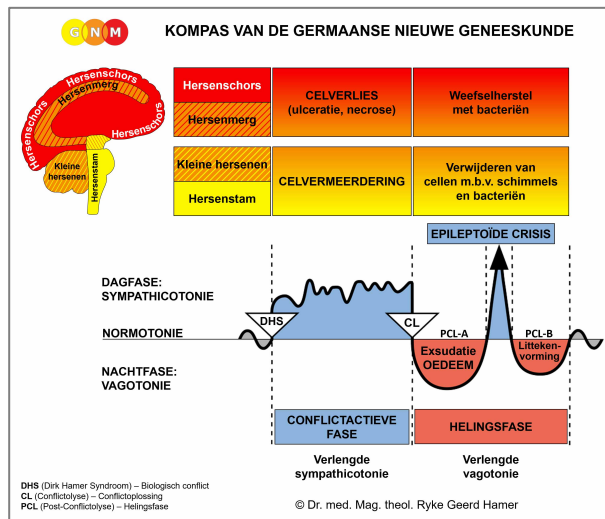 G N M
KOMPAS VAN DE GERMAANSE NIEUWE GENEESKUNDE
Hersenschors
Hersenmerg
Hersenschors
Hersenschors
Kleine
hersenen
Hersenstam
Hersenschors
Hersenmerg
CELVERLIES
(ulceratie, necrose)
Weefselherstel
met bacteriën
Kleine hersenen
Hersenstam
CELVERMEERDERING
Verwijderen van
cellen m.b.v. schimmels
en bacteriën
EPILEPTOÏDE CRISIS
DAGFASE:
SYMPATHICOTONIE
DHS
CL
NORMOTONIE
PCL-A
PCL-B
Exsudatie
OEDEEM
Litteken-
vorming
NACHTFASE:
VAGOTONIE
CONFLICTACTIEVE
FASE
HELINGSFASE
Verlengde
sympathicotonie
Verlengde
vagotonie
DHS (Dirk Hamer Syndroom) – Biologisch conflict
CL (Conflictolyse) – Conflictoplossing
PCL (Post-Conflictolyse) – Helingsfase
© Dr. med. Mag. theol. Ryke Geerd Hamer